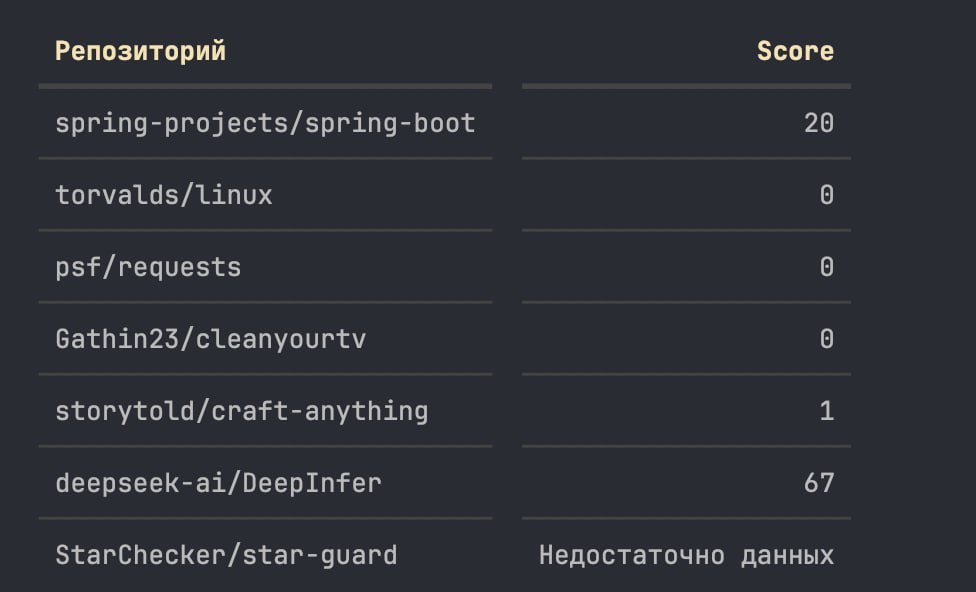 Репозиторий Score
spring-projects/spring-boot 20
torvalds/linux 0
psf/requests 0
Gathin23/cleanyourtv 0
storytold/craft-anything 1
deepseek-ai/DeepInfer 67
StarChecker/star-guard Недостаточно данных